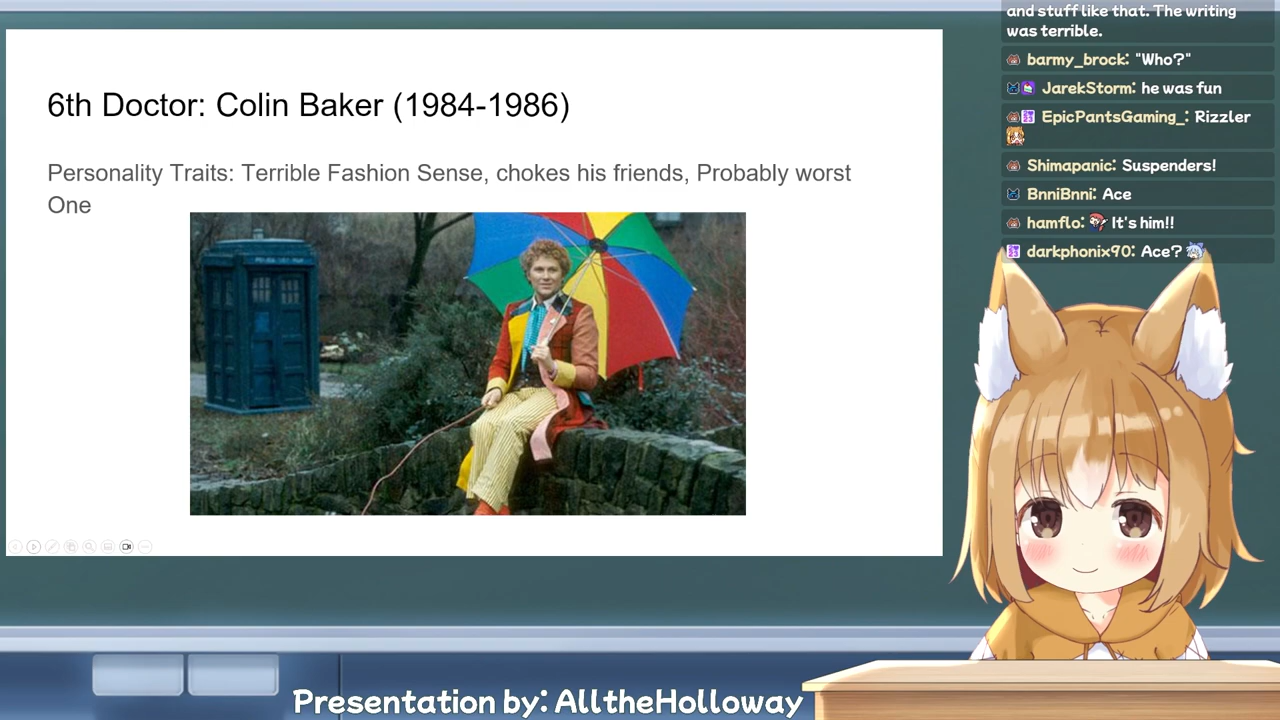 6th Doctor: Colin Baker (1984-1986)
Personality Traits: Terrible Fashion Sense, chokes his friends, Probably worst
One
and stuff like that. The writing
was terrible.
barmy_brock: "Who?"
JarekStorm: he was fun
EpicPantsGaming_: Rizzler
Shimapanic: Suspenders!
BnniBnni: Ace
hamflo: It's him!!
darkphonix90: Ace?
Presentation by: AlltheHolloway